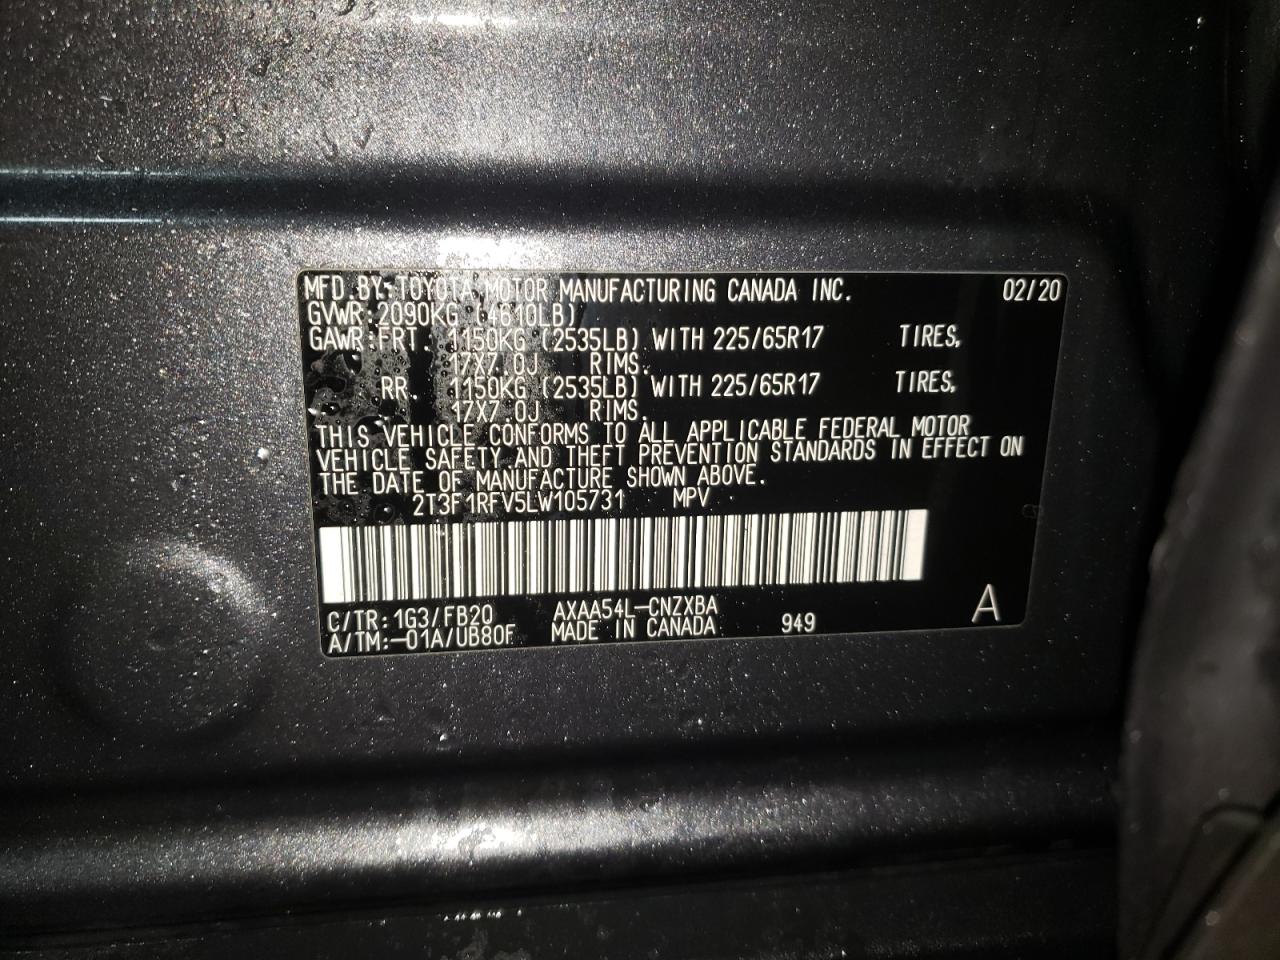 MFD.BY:TOYOTA MOTOR MANUFACTURING CANADA INC. 02/20
GVWR:2090KG (4610LB)
GAWR:FRT. 1150KG (2535LB) WITH 225/65R17 TIRES,
17X7.0J RIMS.
RR. 1150KG (2535LB) WITH 225/65R17 TIRES,
17X7.0J RIMS.
THIS VEHICLE CONFORMS TO ALL APPLICABLE FEDERAL MOTOR
VEHICLE SAFETY AND THEFT PREVENTION STANDARDS IN EFFECT ON
THE DATE OF MANUFACTURE SHOWN ABOVE.
2T3F1RFV5LW105731 MPV
C/TR:1G3/FB20 AXAA54L-CNZXBA
A/TM:-01A/UB80F MADE IN CANADA 949 A